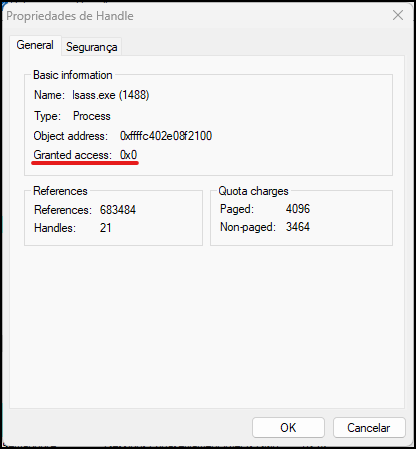 Propriedades de Handle
General Segurança
Basic information
Name: lsass.exe (1488)
Type: Process
Object address: 0xffffc402e08f2100
Granted access: 0x0
References
References: 683484
Handles: 21
Quota charges
Paged: 4096
Non-paged: 3464
OK Cancelar